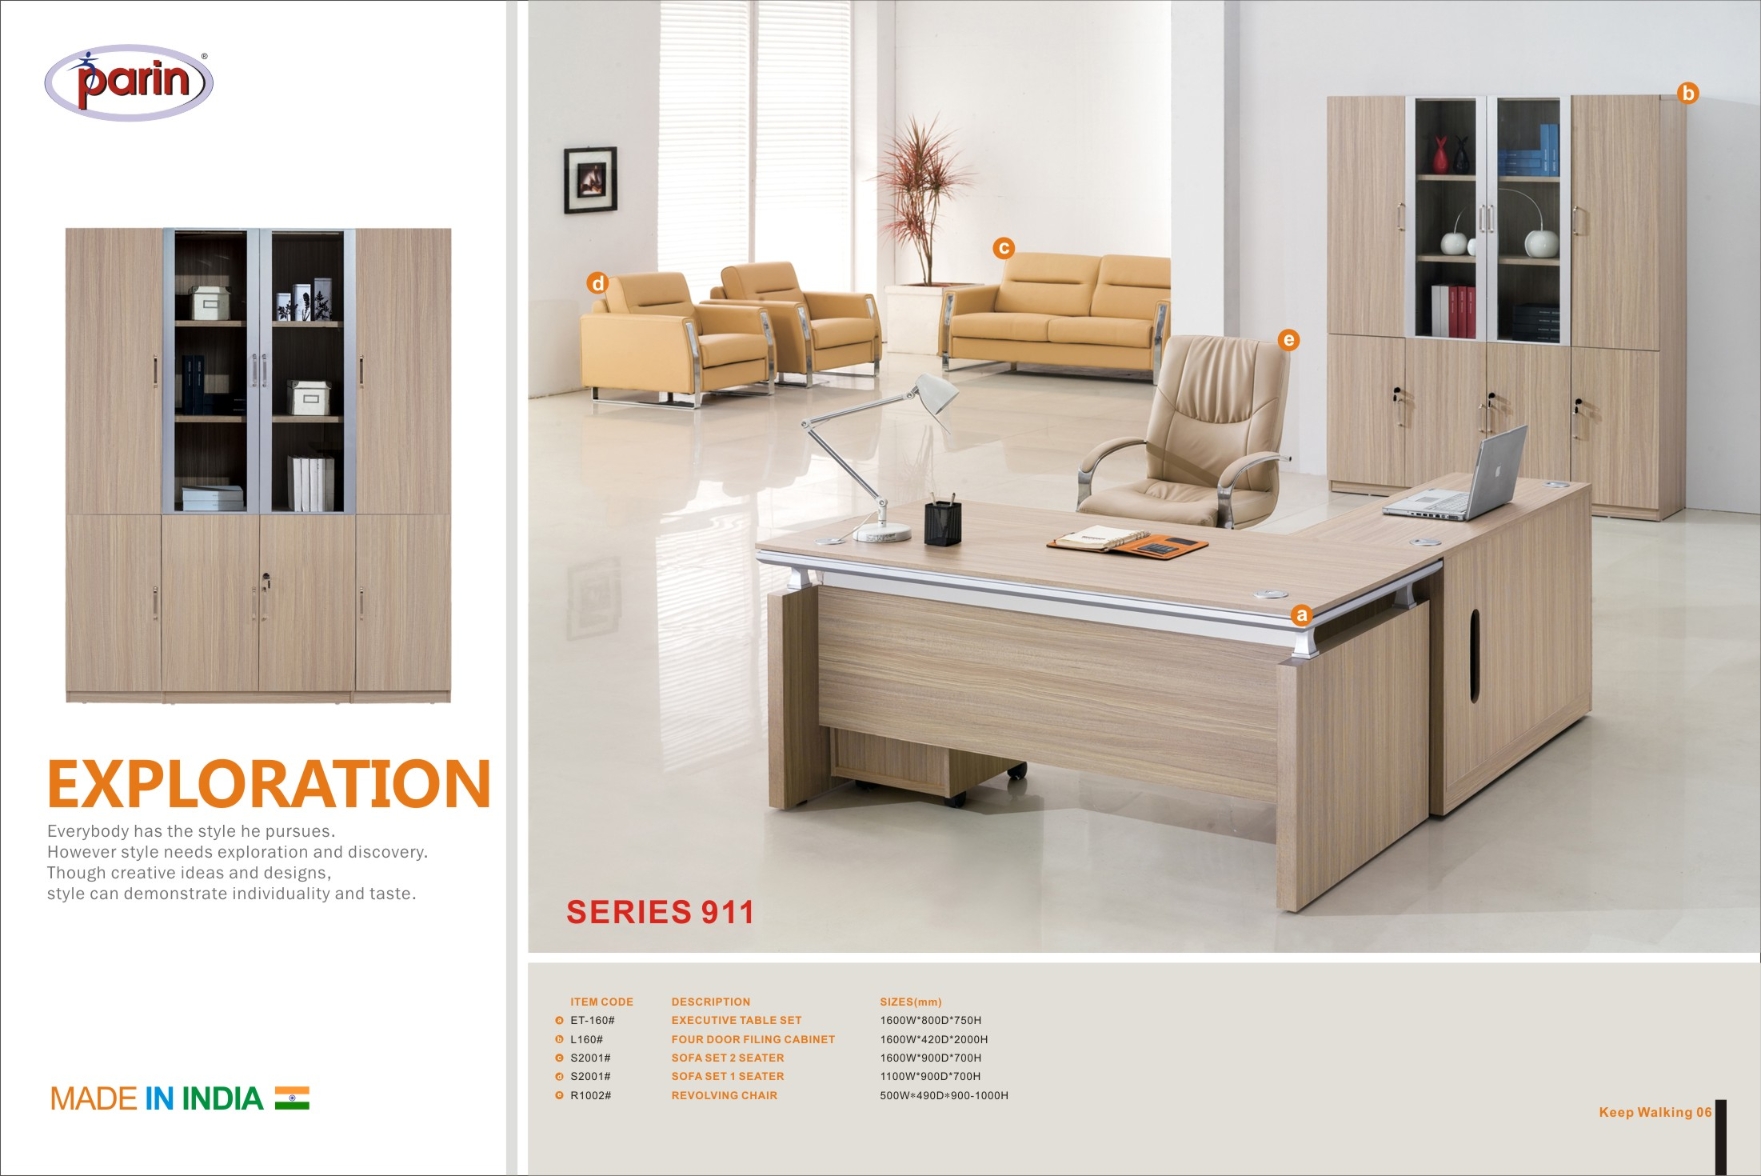 parin ®
EXPLORATION
Everybody has the style he pursues.
However style needs exploration and discovery.
Though creative ideas and designs,
style can demonstrate individuality and taste.
MADE IN INDIA
b
c
d
e
a
SERIES 911
ITEM CODE DESCRIPTION SIZES(mm)
ET-160# EXECUTIVE TABLE SET 1600W*800D*750H
b L160# FOUR DOOR FILING CABINET 1600W*420D*2000H
S2001# SOFA SET 2 SEATER 1600W*900D*700H
d S2001# SOFA SET 1 SEATER 1100W*900D*700H
R1002# REVOLVING CHAIR 500W*490D*900-1000H
Keep Walking 06